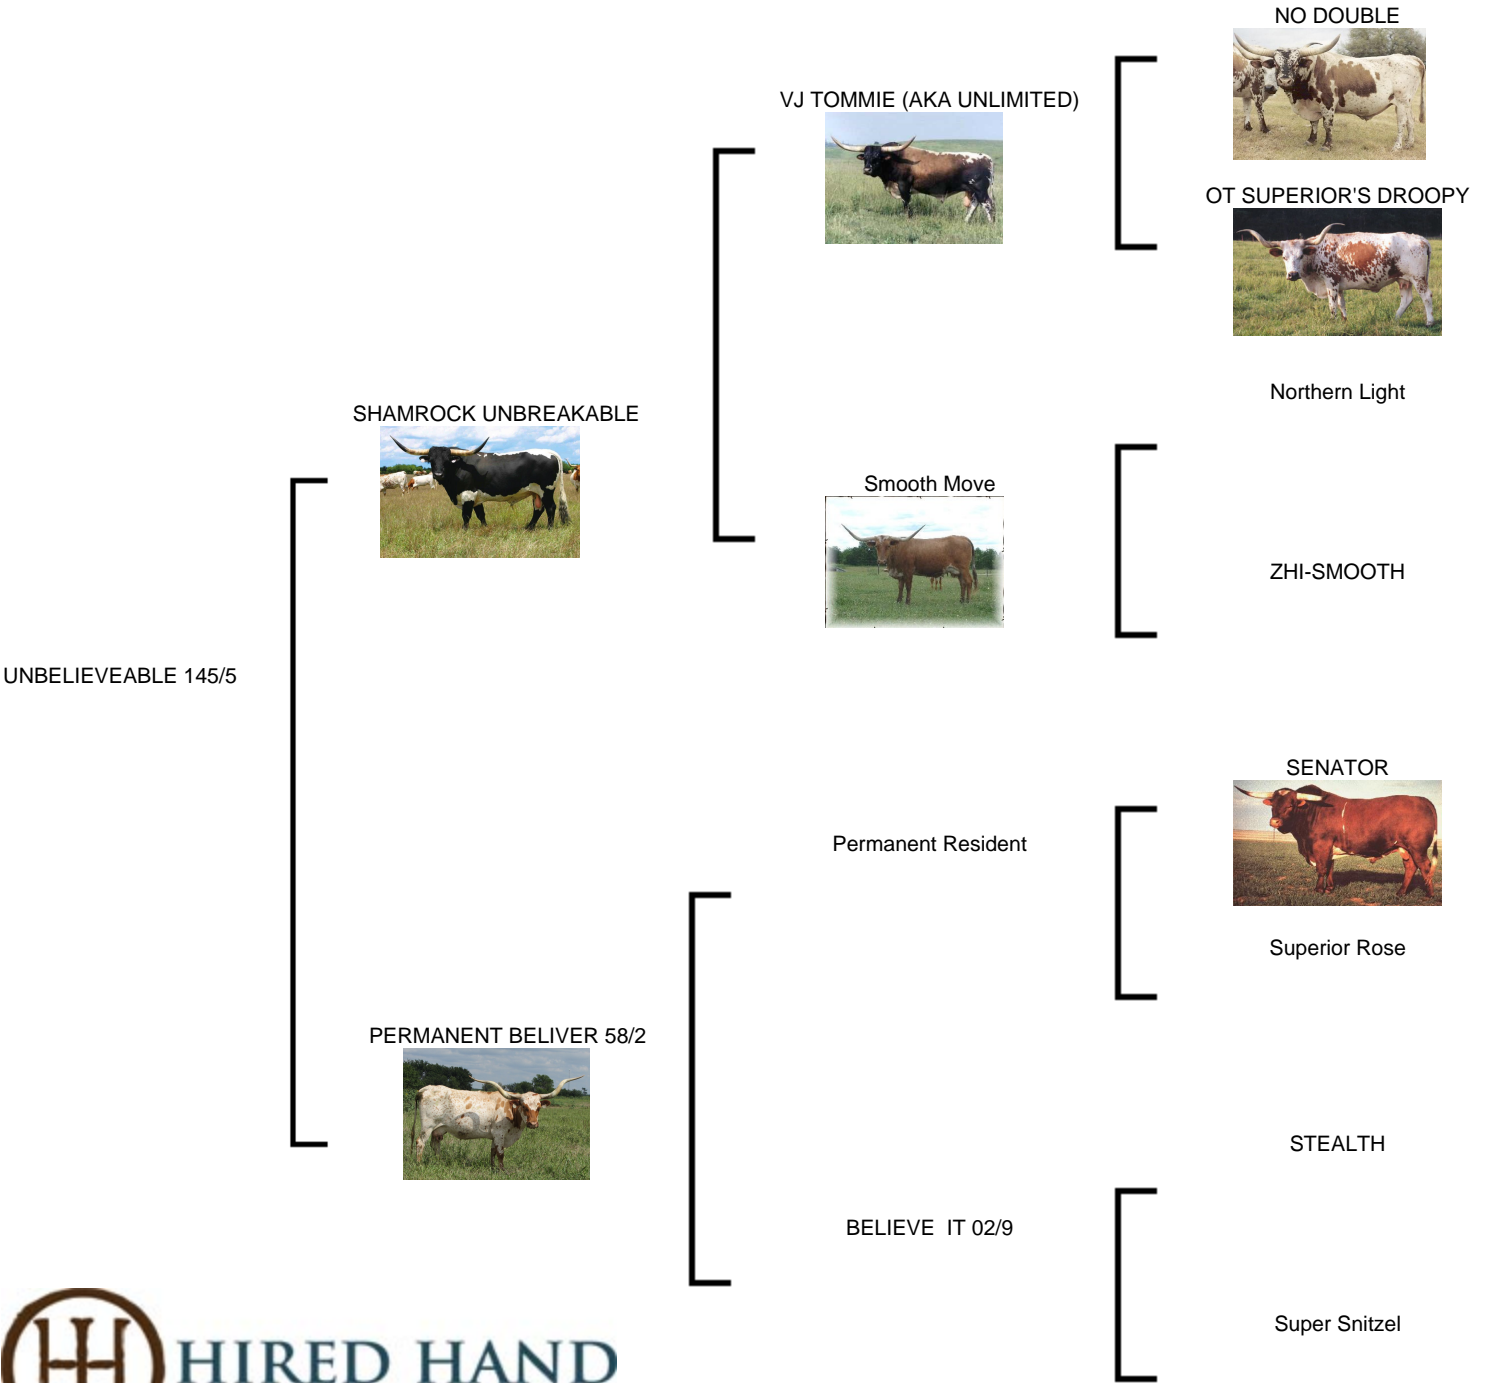 NO DOUBLE
VJ TOMMIE (AKA UNLIMITED)
OT SUPERIOR'S DROOPY
Northern Light
SHAMROCK UNBREAKABLE
Smooth Move
ZHI-SMOOTH
UNBELIEVEABLE 145/5
SENATOR
Permanent Resident
Superior Rose
PERMANENT BELIVER 58/2
STEALTH
BELIEVE  IT 02/9
Super Snitzel
HIRED HAND